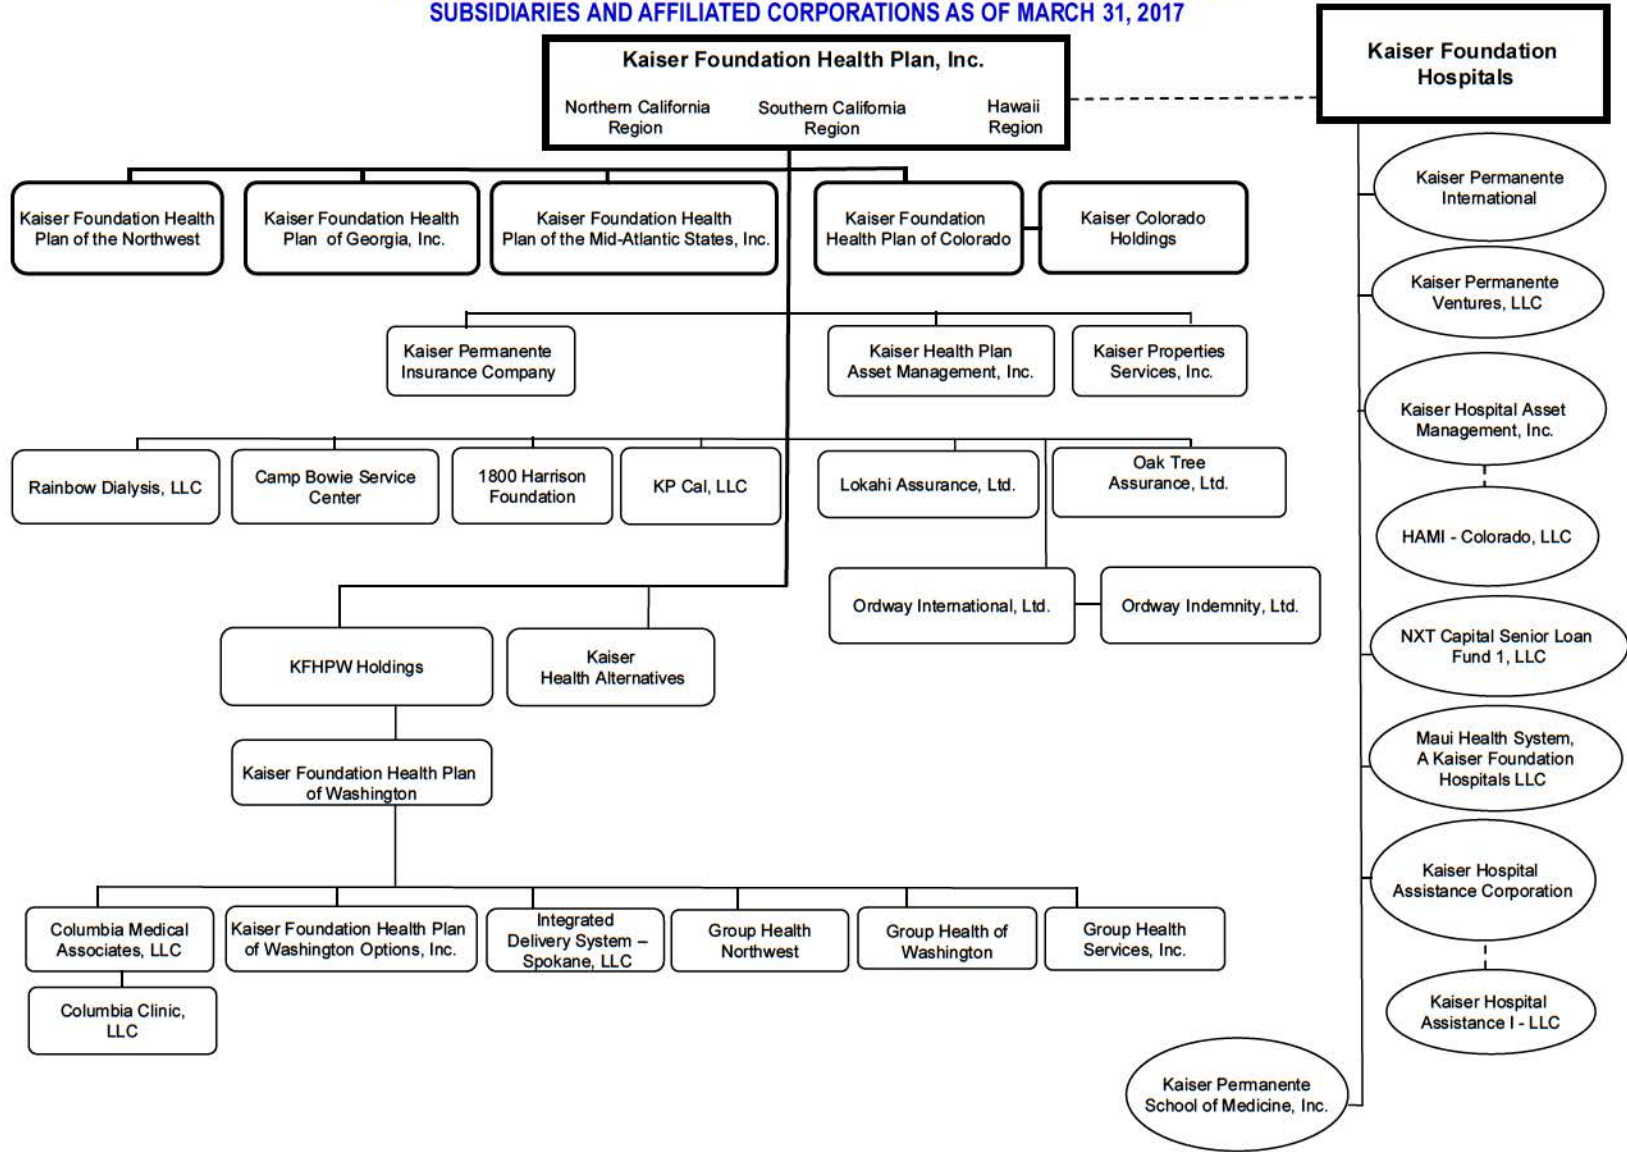 SUBSIDIARIES AND AFFILIATED CORPORATIONS AS OF MARCH 31, 2017
Kaiser Foundation Health Plan, Inc.
Northern California
Region
Southern California
Region
Hawaii
Region
Kaiser Foundation
Hospitals
Kaiser Foundation Health
Plan of the Northwest
Kaiser Foundation Health
Plan of Georgia, Inc.
Kaiser Foundation Health
Plan of the Mid-Atlantic States, Inc.
Kaiser Foundation
Health Plan of Colorado
Kaiser Colorado
Holdings
Kaiser Permanente
Insurance Company
Kaiser Health Plan
Asset Management, Inc.
Kaiser Properties
Services, Inc.
Rainbow Dialysis, LLC
Camp Bowie Service
Center
1800 Harrison
Foundation
KP Cal, LLC
Lokahi Assurance, Ltd.
Oak Tree
Assurance, Ltd.
Ordway International, Ltd.
Ordway Indemnity, Ltd.
KFHPW Holdings
Kaiser
Health Alternatives
Kaiser Foundation Health Plan
of Washington
Columbia Medical
Associates, LLC
Kaiser Foundation Health Plan
of Washington Options, Inc.
Integrated
Delivery System –
Spokane, LLC
Group Health
Northwest
Group Health of
Washington
Group Health
Services, Inc.
Columbia Clinic,
LLC
Kaiser Permanente
International
Kaiser Permanente
Ventures, LLC
Kaiser Hospital Asset
Management, Inc.
HAMI - Colorado, LLC
NXT Capital Senior Loan
Fund 1, LLC
Maui Health System,
A Kaiser Foundation
Hospitals LLC
Kaiser Hospital
Assistance Corporation
Kaiser Hospital
Assistance I - LLC
Kaiser Permanente
School of Medicine, Inc.